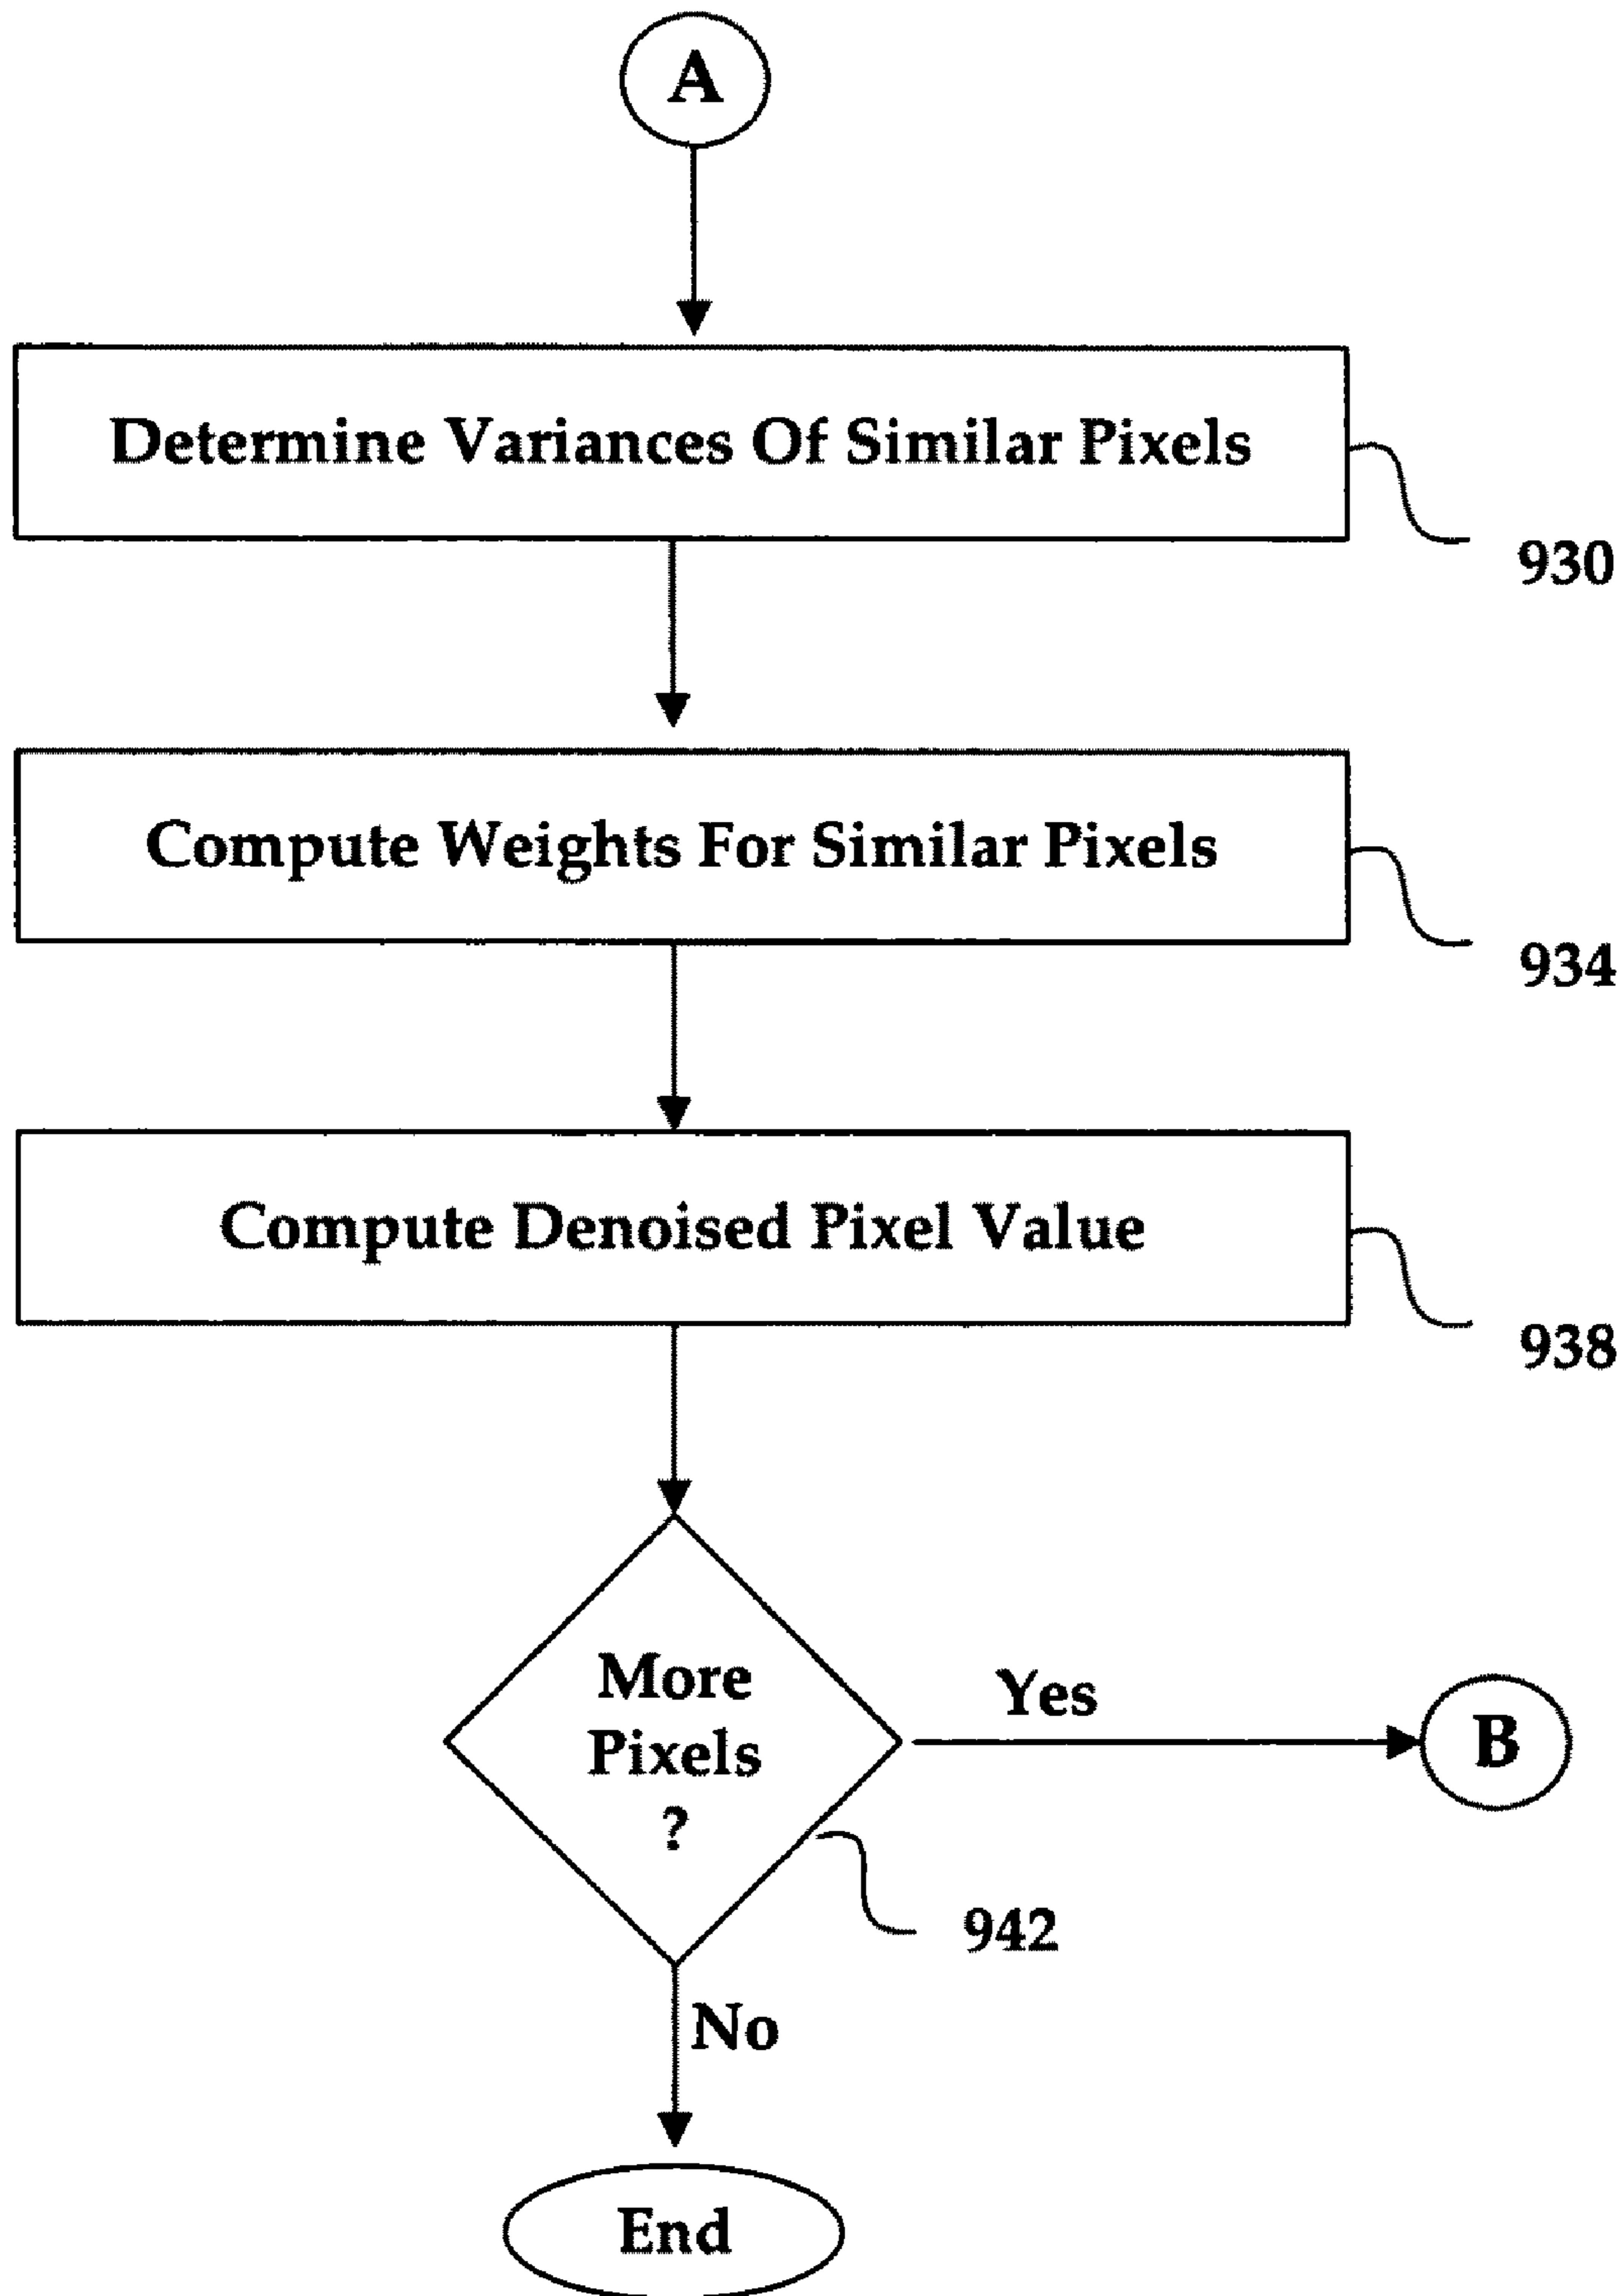 A
Determine Variances Of Similar Pixels
930
Compute Weights For Similar Pixels
934
Compute Denoised Pixel Value
938
More
Pixels
?
Yes
B
942
No
End